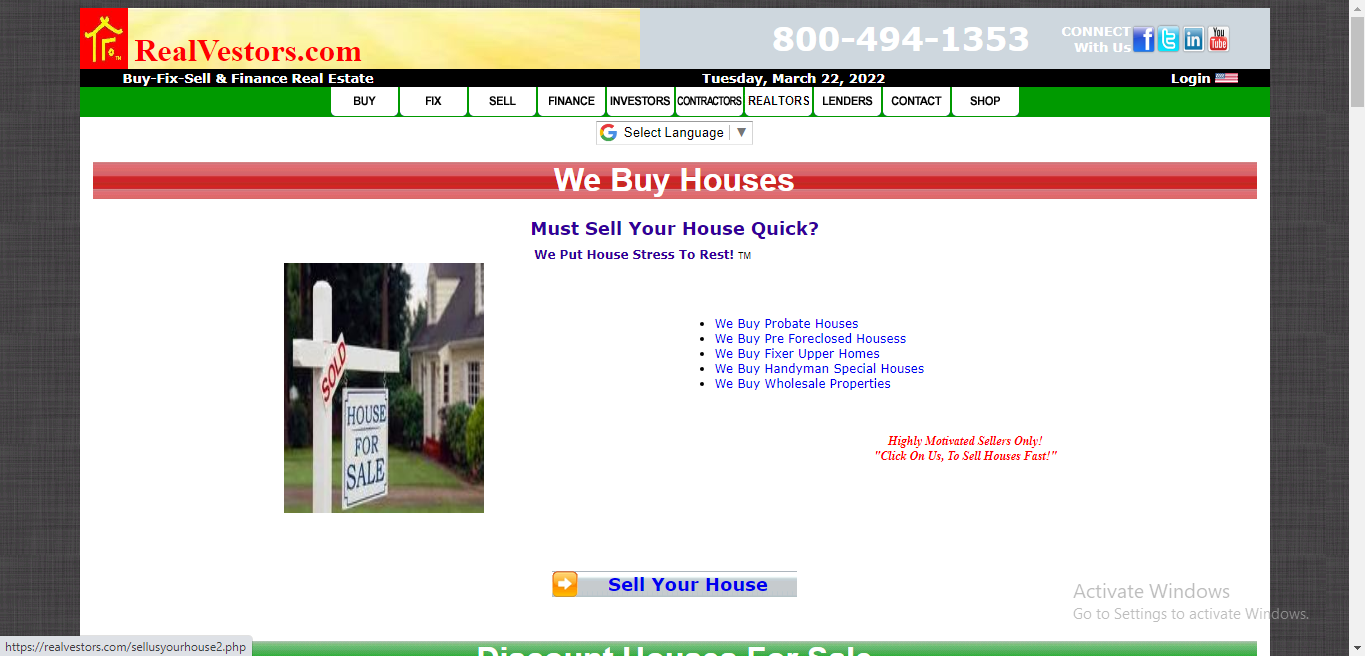 RealVestors.com
TM
800-494-1353
CONNECT
With Us
You
Tube
Buy-Fix-Sell & Finance Real Estate
Tuesday, March 22, 2022
Login
BUY
FIX
SELL
FINANCE
INVESTORS
CONTRACTORS
REALTORS
LENDERS
CONTACT
SHOP
Select Language ▼
We Buy Houses
Must Sell Your House Quick?
We Put House Stress To Rest! TM
SOLD
HOUSE
FOR
SALE
• We Buy Probate Houses
• We Buy Pre Foreclosed Housess
• We Buy Fixer Upper Homes
• We Buy Handyman Special Houses
• We Buy Wholesale Properties
Highly Motivated Sellers Only!
"Click On Us, To Sell Houses Fast!"
Sell Your House
Activate Windows
Go to Settings to activate Windows.
https://realvestors.com/sellusyourhouse2.php
Discount Houses For Sale